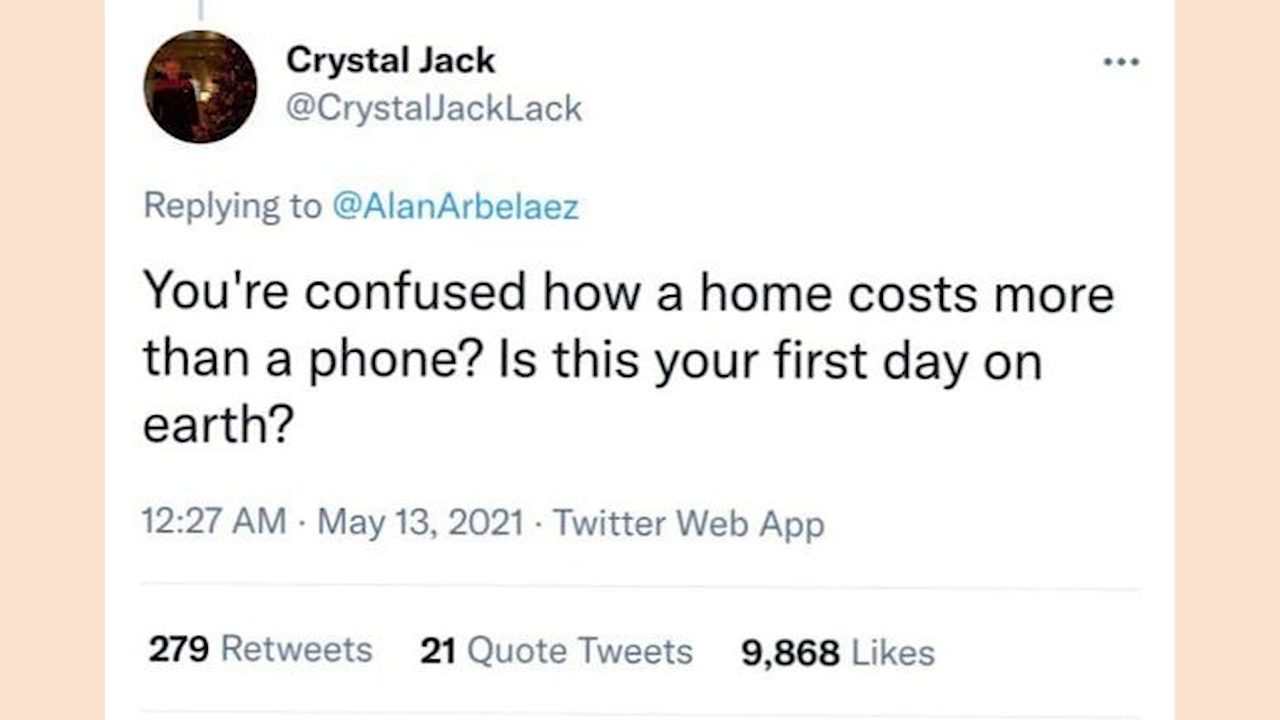 Crystal Jack
@CrystalJackLack
Replying to @AlanArbelaez
You're confused how a home costs more
than a phone? Is this your first day on
earth?
12:27 AM · May 13, 2021 · Twitter Web App
279 Retweets 21 Quote Tweets 9,868 Likes